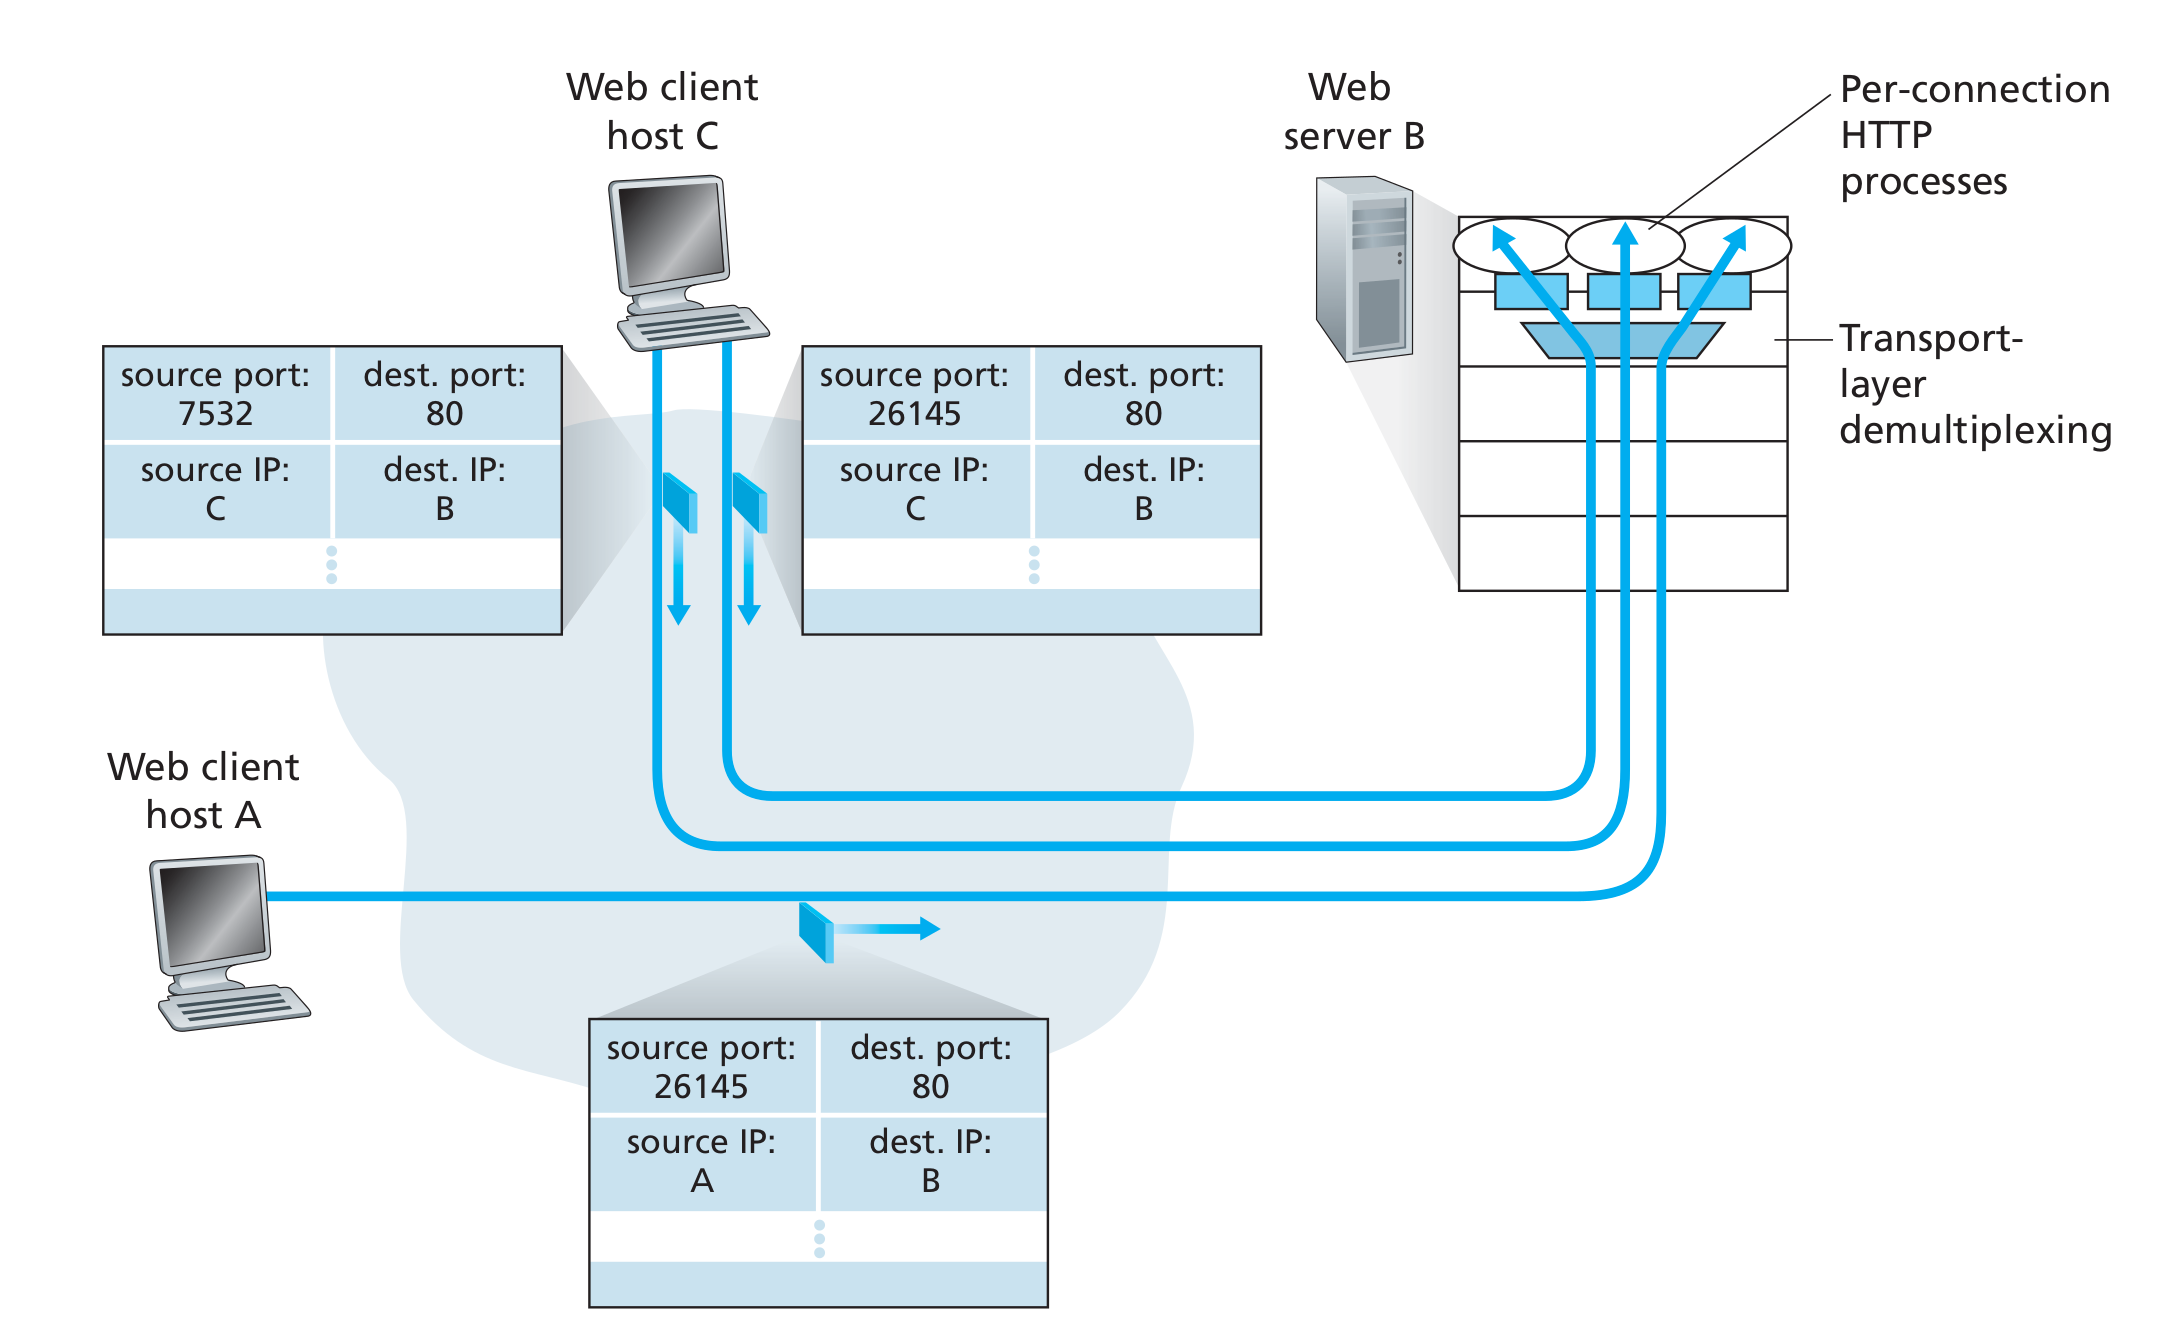 Web client
host C
Web
server B
Per-connection
HTTP
processes
Transport-
layer
demultiplexing
source port:
7532
dest. port:
80
source IP:
C
dest. IP:
B
source port:
26145
dest. port:
80
source IP:
C
dest. IP:
B
Web client
host A
source port:
26145
dest. port:
80
source IP:
A
dest. IP:
B